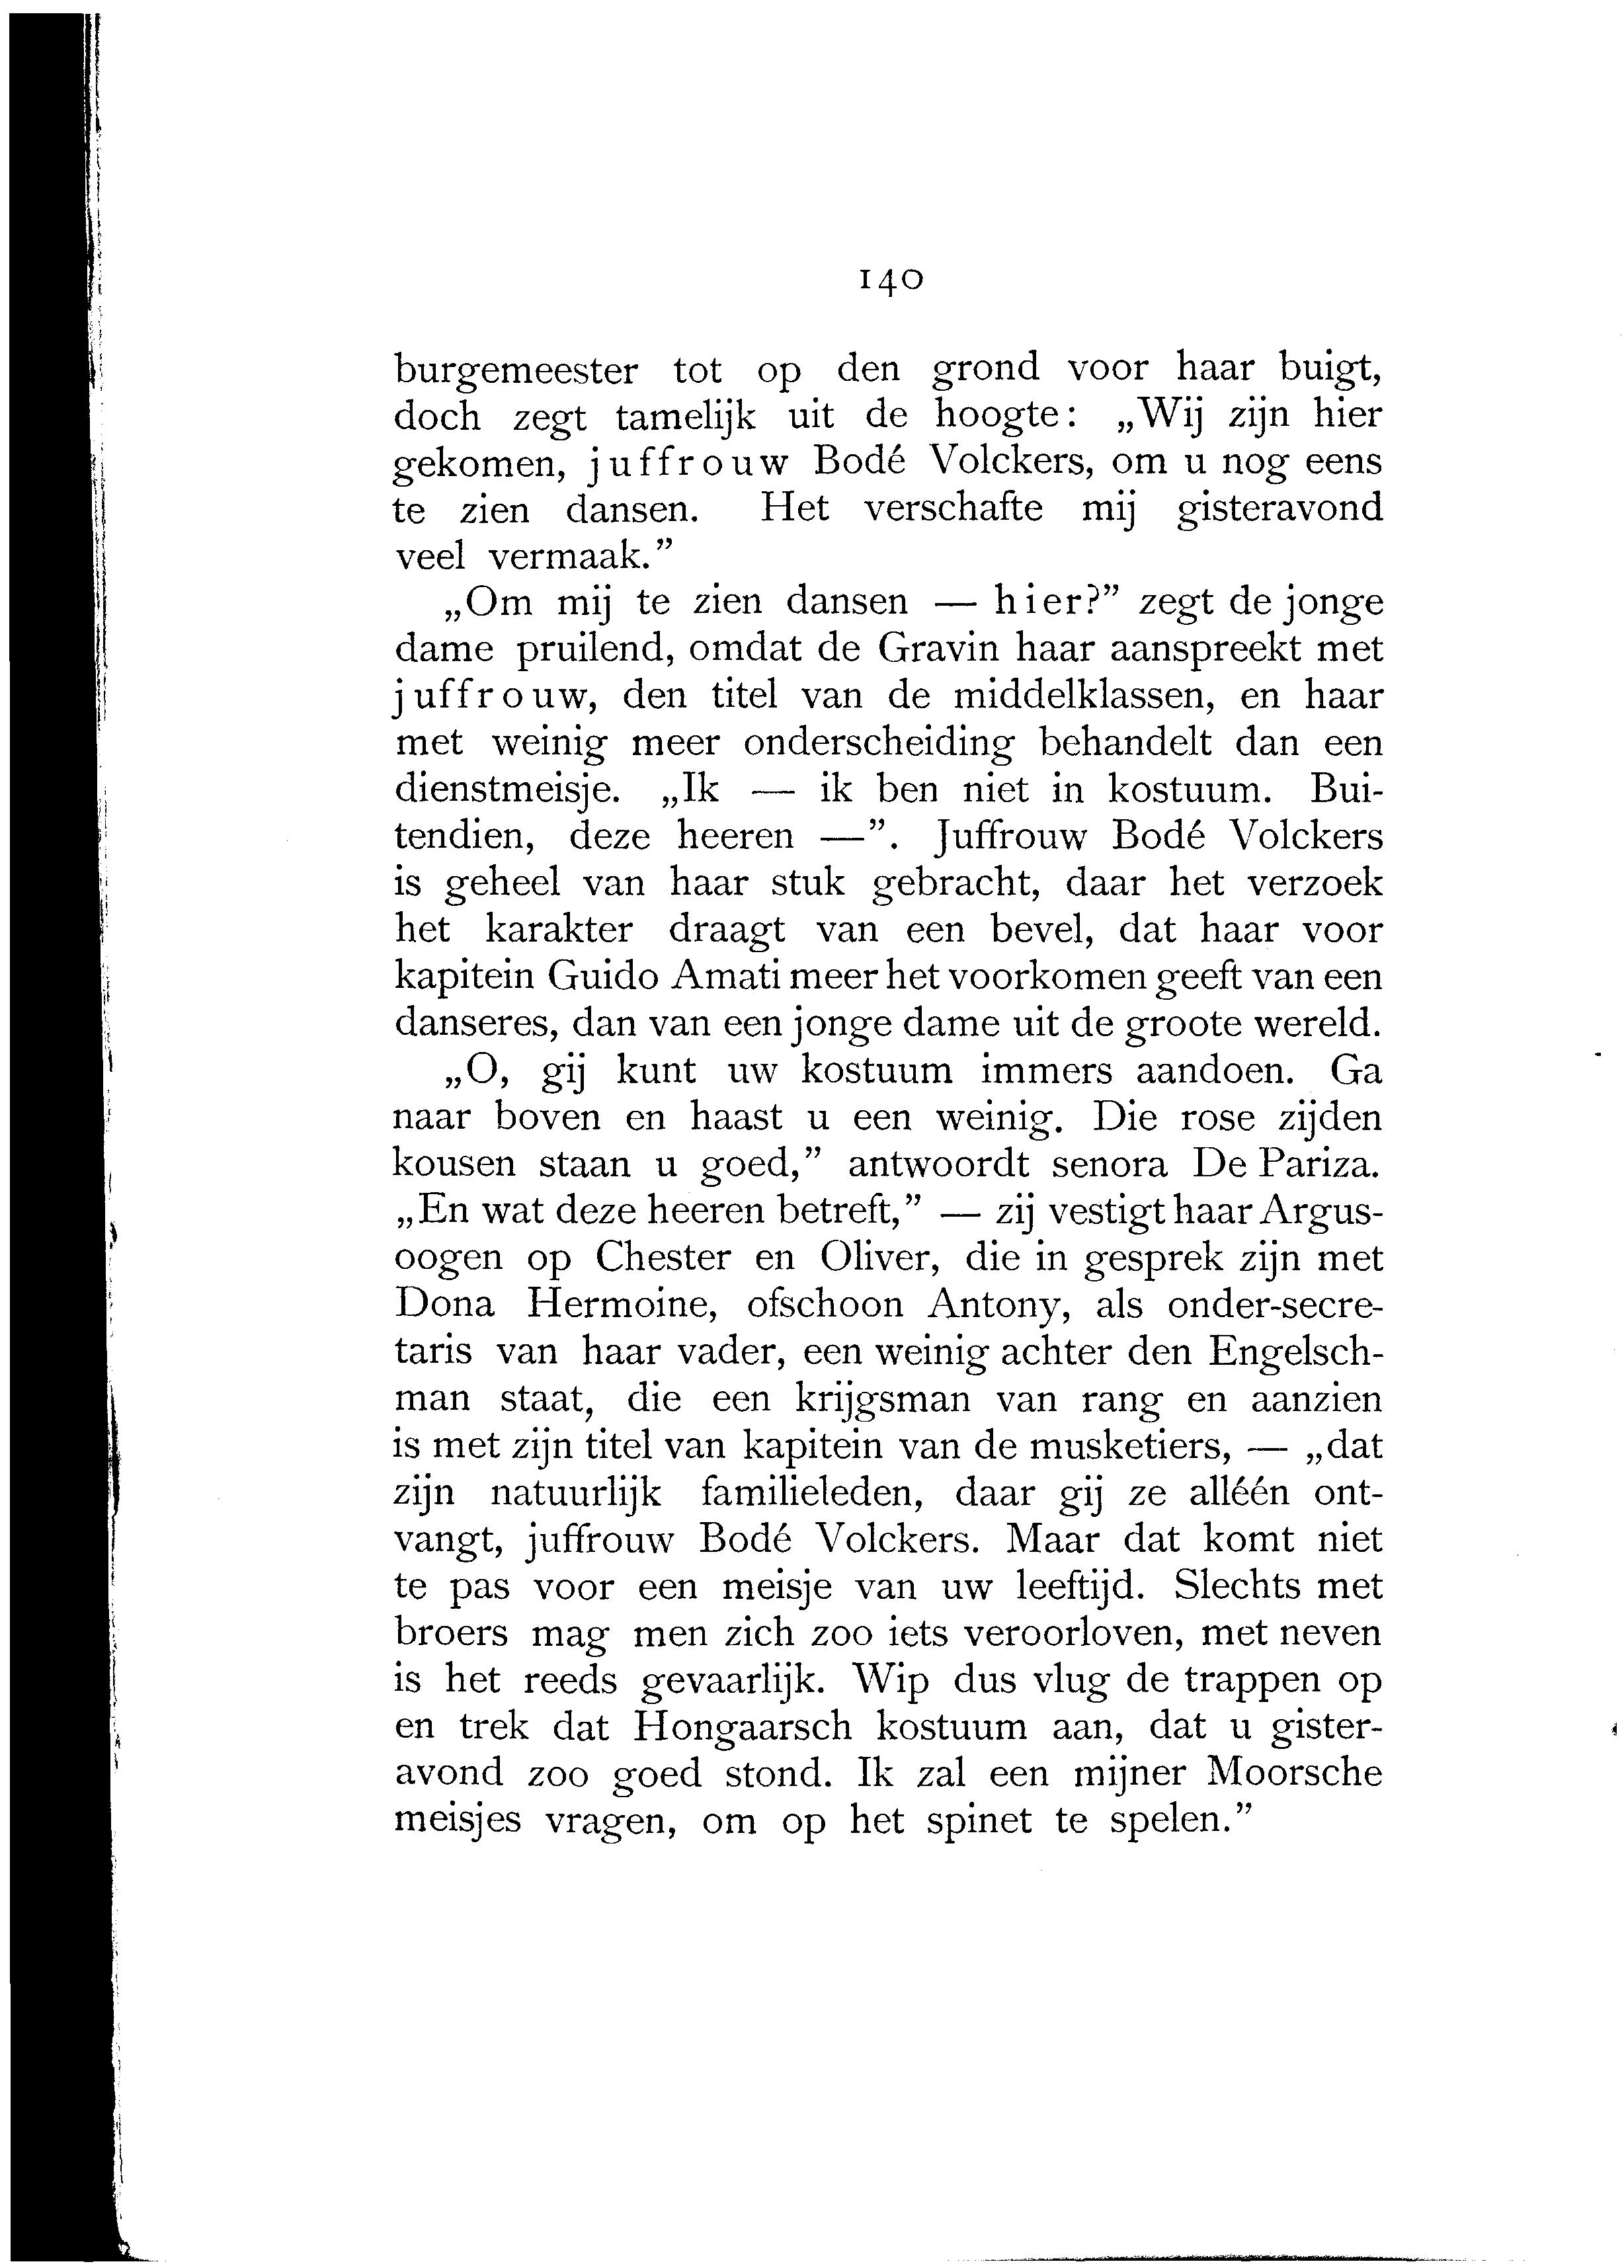 140
burgemeester tot op den grond voor haar buigt,
doch zegt tamelijk uit de hoogte: „Wij zijn hier
gekomen, juffrouw Bodé Volckers, om u nog eens
te zien dansen. Het verschafte mij gisteravond
veel vermaak.”
„Om mij te zien dansen — hier?” zegt de jonge
dame pruilend, omdat de Gravin haar aanspreekt met
juffrouw, den titel van de middelklassen, en haar
met weinig meer onderscheiding behandelt dan een
dienstmeisje. „Ik — ik ben niet in kostuum. Bui-
tendien, deze heeren —”. Juffrouw Bodé Volckers
is geheel van haar stuk gebracht, daar het verzoek
het karakter draagt van een bevel, dat haar voor
kapitein Guido Amati meer het voorkomen geeft van een
danseres, dan van een jonge dame uit de groote wereld.
„O, gij kunt uw kostuum immers aandoen. Ga
naar boven en haast u een weinig. Die rose zijden
kousen staan u goed,” antwoordt senora De Pariza.
„En wat deze heeren betreft,” — zij vestigt haar Argus-
oogen op Chester en Oliver, die in gesprek zijn met
Dona Hermoine, ofschoon Antony, als onder-secre-
taris van haar vader, een weinig achter den Engelsch-
man staat, die een krijgsman van rang en aanzien
is met zijn titel van kapitein van de musketiers, — „dat
zijn natuurlijk familieleden, daar gij ze alléén ont-
vangt, juffrouw Bodé Volckers. Maar dat komt niet
te pas voor een meisje van uw leeftijd. Slechts met
broers mag men zich zoo iets veroorloven, met neven
is het reeds gevaarlijk. Wip dus vlug de trappen op
en trek dat Hongaarsch kostuum aan, dat u gister-
avond zoo goed stond. Ik zal een mijner Moorsche
meisjes vragen, om op het spinet te spelen.”